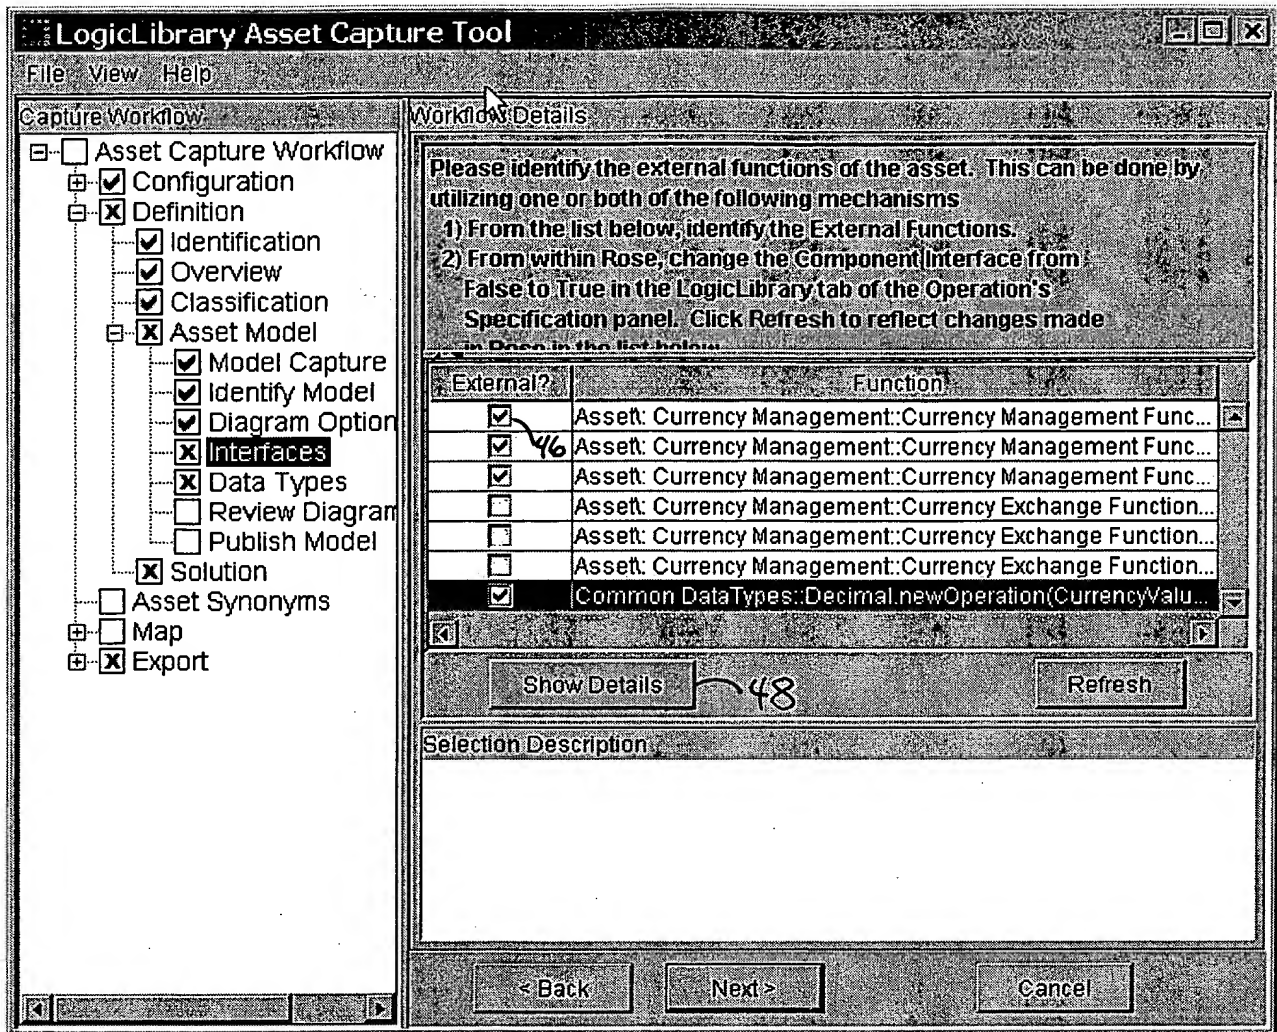 LogicLibrary Asset Capture Tool
File View Help
Capture Workflow
Asset Capture Workflow
Configuration
Definition
Identification
Overview
Classification
Asset Model
Model Capture
Identify Model
Diagram Option
Interfaces
Data Types
Review Diagram
Publish Model
Solution
Asset Synonyms
Map
Export
Workflow Details
Please identify the external functions of the asset. This can be done by
utilizing one or both of the following mechanisms
1) From the list below, identify the External Functions.
2) From within Rose, change the Component Interface from
False to True in the LogicLibrary tab of the Operation's
Specification panel. Click Refresh to reflect changes made
in Rose in the list below
External? Function
Asset\: Currency Management::Currency Management Func...
46 Asset\: Currency Management::Currency Management Func...
Asset\: Currency Management::Currency Management Func...
Asset\: Currency Management::Currency Exchange Function...
Asset\: Currency Management::Currency Exchange Function...
Asset\: Currency Management::Currency Exchange Function...
Common DataTypes::Decimal.newOperation(CurrencyValu...
Show Details 48 Refresh
Selection Description
< Back Next > Cancel